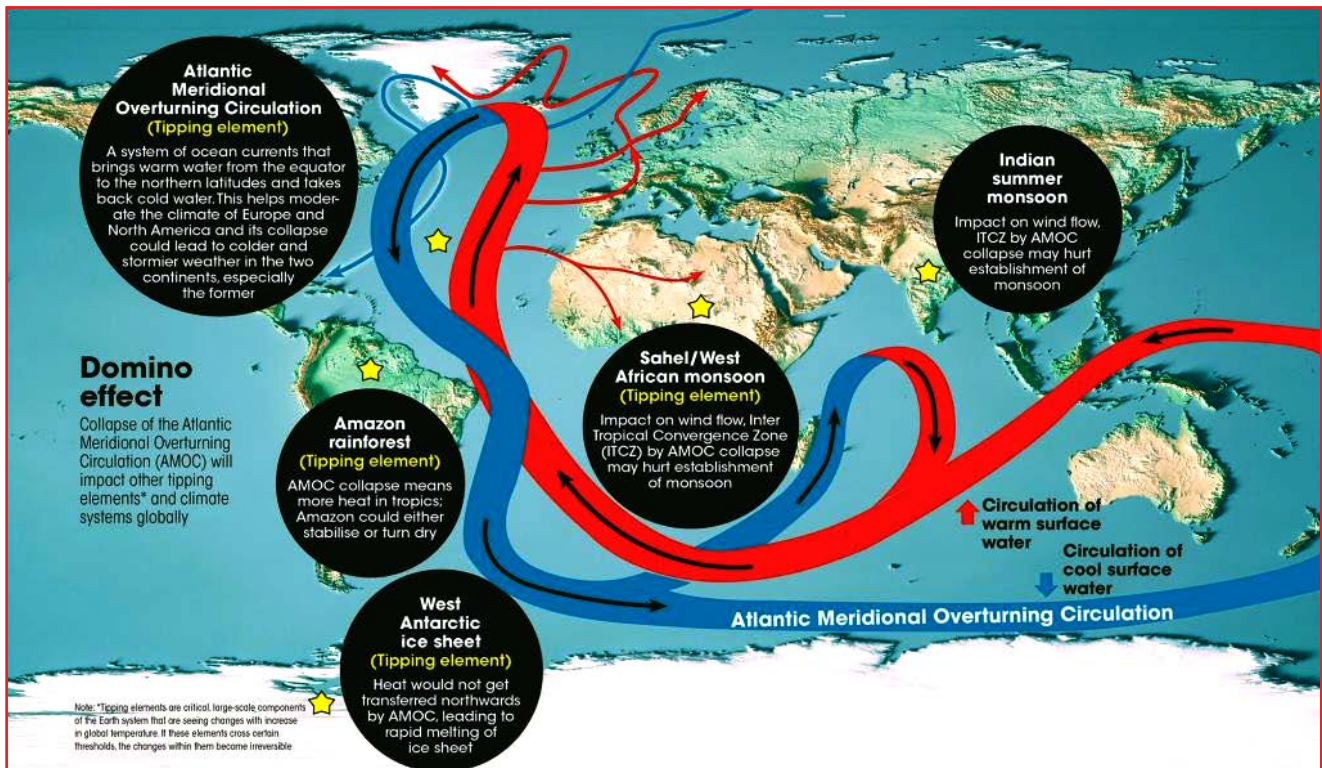 Atlantic
Meridional
Overturning Circulation
(Tipping element)
A system of ocean currents that
brings warm water from the equator
to the northern latitudes and takes
back cold water. This helps moder-
ate the climate of Europe and
North America and its collapse
could lead to colder and
stormier weather in the two
continents, especially
the former
Indian
summer
monsoon
Impact on wind flow,
ITCZ by AMOC
collapse may hurt
establishment of
monsoon
Domino
effect
Collapse of the Atlantic
Meridional Overturning
Circulation (AMOC) will
impact other tipping
elements* and climate
systems globally
Sahel/West
African monsoon
(Tipping element)
Impact on wind flow, Inter
Tropical Convergence Zone
(ITCZ) by AMOC collapse
may hurt establishment
of monsoon
Amazon
rainforest
(Tipping element)
AMOC collapse means
more heat in tropics;
Amazon could either
stabilise or turn dry
Circulation of
warm surface
water
Circulation of
cool surface
water
Atlantic Meridional Overturning Circulation
West
Antarctic
ice sheet
(Tipping element)
Heat would not get
transferred northwards
by AMOC, leading to
rapid melting of
ice sheet
Note: *Tipping elements are critical, large-scale components
of the Earth system that are seeing changes with increase
in global temperature. If these elements cross certain
thresholds, the changes within them become irreversible